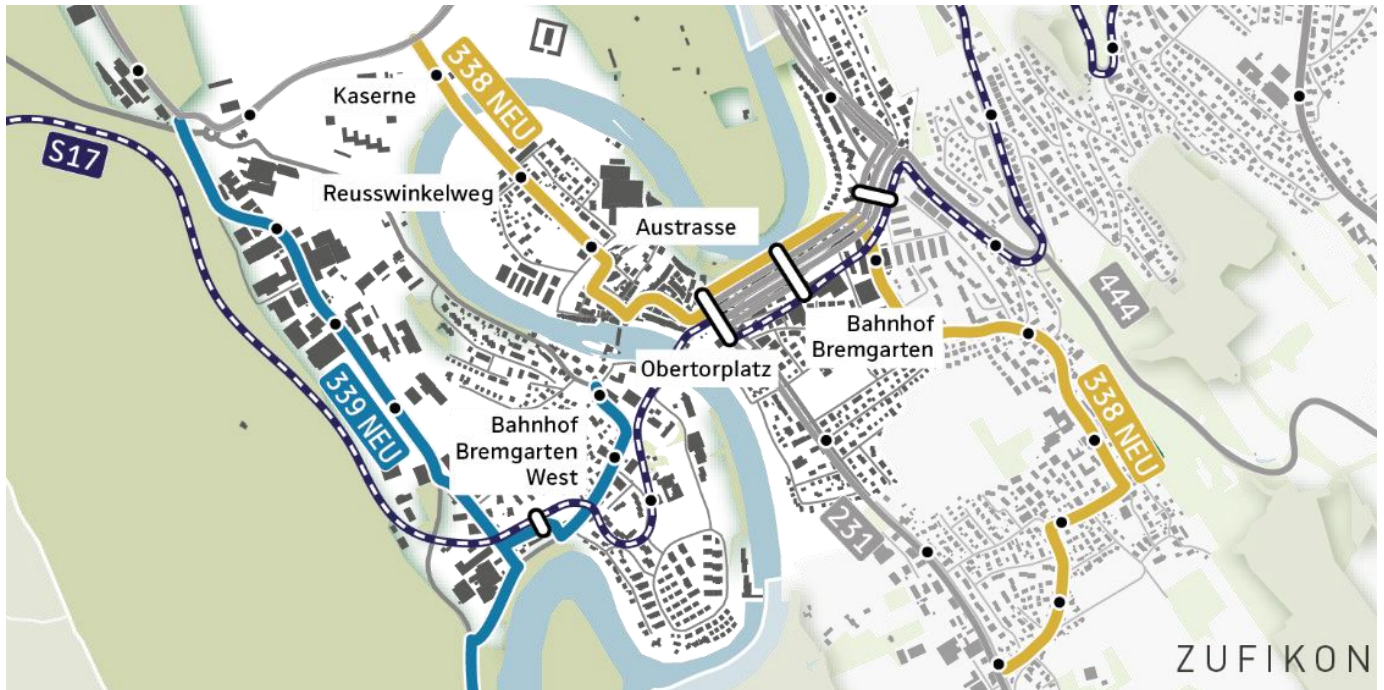 338 NEU
Kaserne
S17
Reusswinkelweg
Austrasse
444
Bahnhof
Bremgarten
Obertorplatz
339 NEU
338 NEU
Bahnhof
Bremgarten
West
231
ZUFIKON